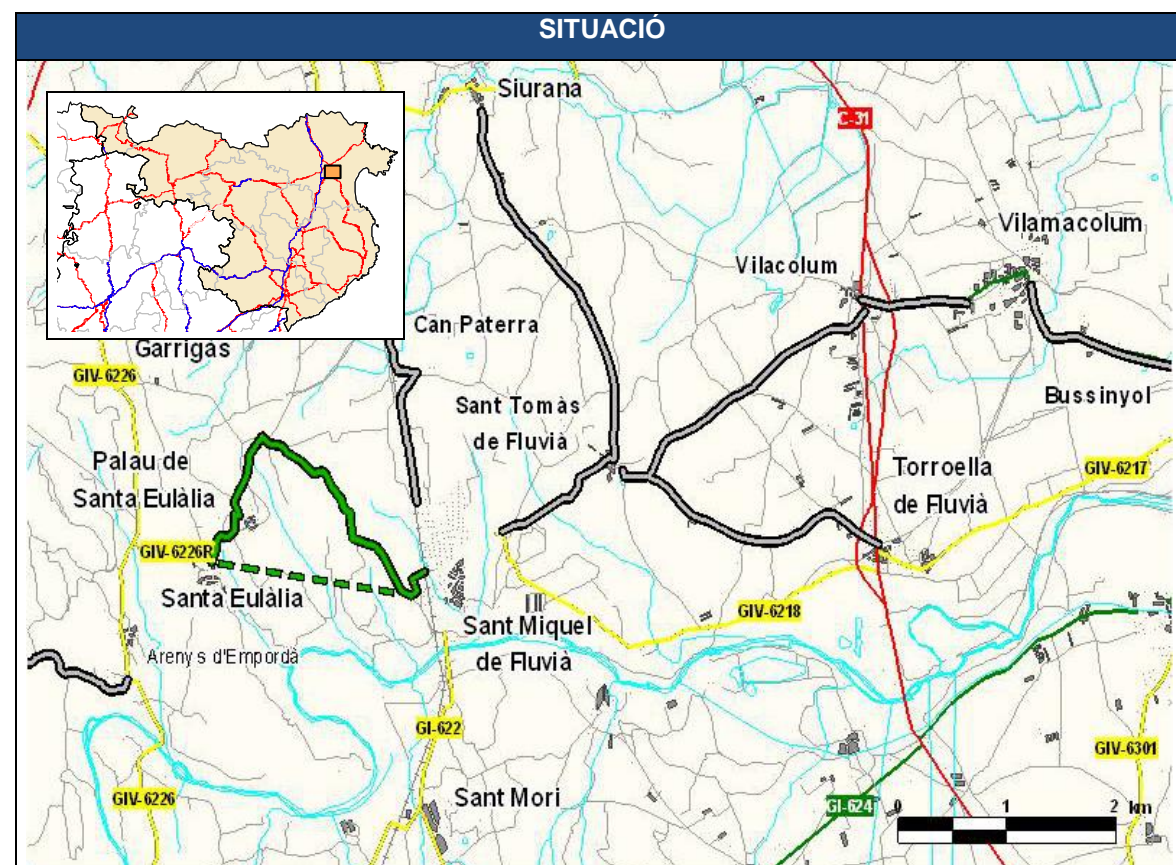 SITUACIÓ
Siurana
C-31
Vilamacolum
Vilacolum
Can Paterra
Garrigas
GIV-6226
Bussinyol
Sant Tomàs
de Fluvià
Palau de
Santa Eulàlia
Torroella
de Fluvià
GIV-6217
GIV-6226R
Santa Eulàlia
GIV-6218
Sant Miquel
de Fluvià
Arenys d'Empordà
GI-622
GIV-6301
GIV-6226
Sant Mori
GI-624
0 1 2 km